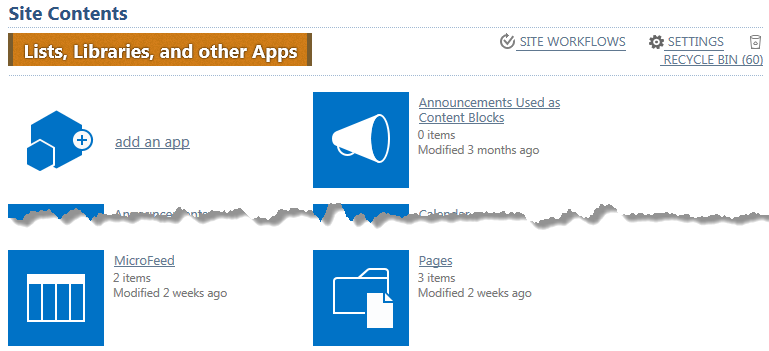 Site Contents
Lists, Libraries, and other Apps
SITE WORKFLOWS
SETTINGS
RECYCLE BIN (60)
add an app
Announcements Used as
Content Blocks
0 items
Modified 3 months ago
Calendar
MicroFeed
2 items
Modified 2 weeks ago
Pages
3 items
Modified 2 weeks ago